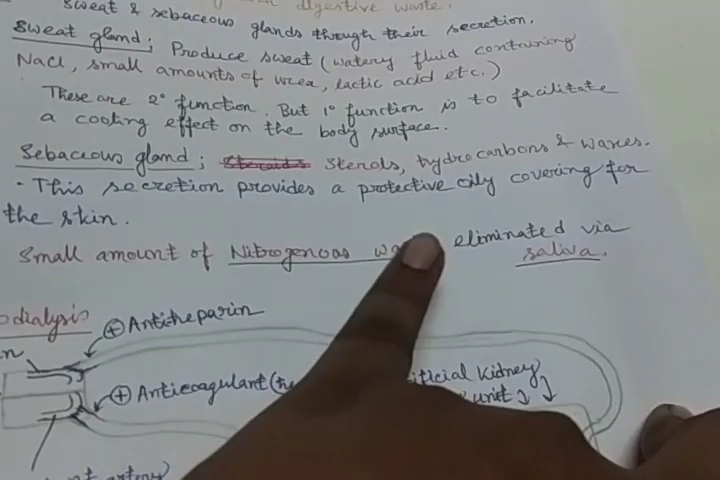 digestive waste.
Sweat & sebaceous glands through their secretion.
Sweat gland; Produce sweat (watery fluid containing
NaCl, small amounts of urea, lactic acid etc.)
These are 2° function. But 1° function is to facilitate
a cooling effect on the body surface.
Sebaceous gland; Steroids Sterols, hydrocarbons & waxes.
• This secretion provides a protective oily covering for
the skin.
Small amount of Nitrogenous eliminated via
saliva.
dialysis
+ Antiheparin
+ Anticoagulant
Kidney
unit